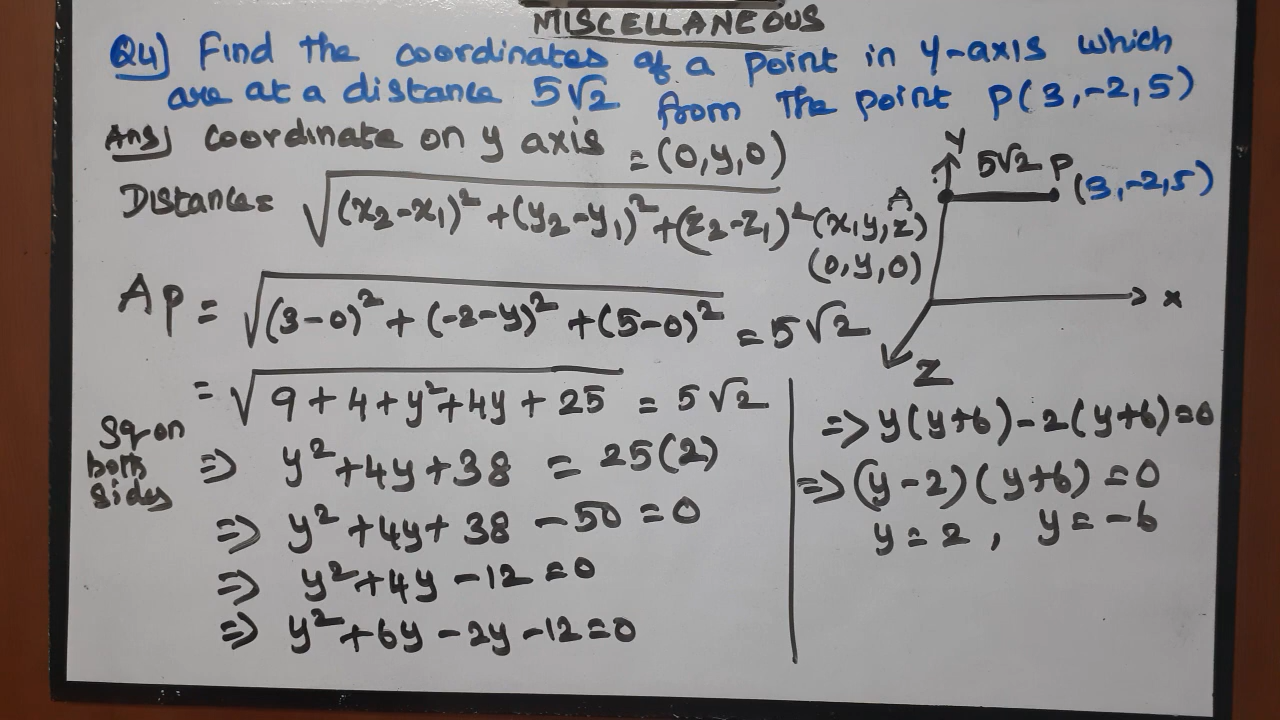 MISCELLANEOUS
Q4) Find the coordinates of a point in y-axis which
are at a distance 5√2 from the point P(3,-2,5)
Ans) Coordinate on y axis = (0,y,0)
Distance = √(x₂-x₁)²+(y₂-y₁)²+(z₂-z₁)²
AP = √(3-0)²+(-2-y)²+(5-0)² = 5√2
= √9+4+y²+4y+25 = 5√2
Sq on
both
sides
⇒ y²+4y+38 = 25(2)
⇒ y²+4y+38-50=0
⇒ y²+4y-12=0
⇒ y²+6y-2y-12=0
Y
5√2 P
(3,-2,5)
A
(x,y,z)
(0,y,0)
x
Z
⇒ y(y+6)-2(y+6)=0
⇒ (y-2)(y+6)=0
y=2, y=-6